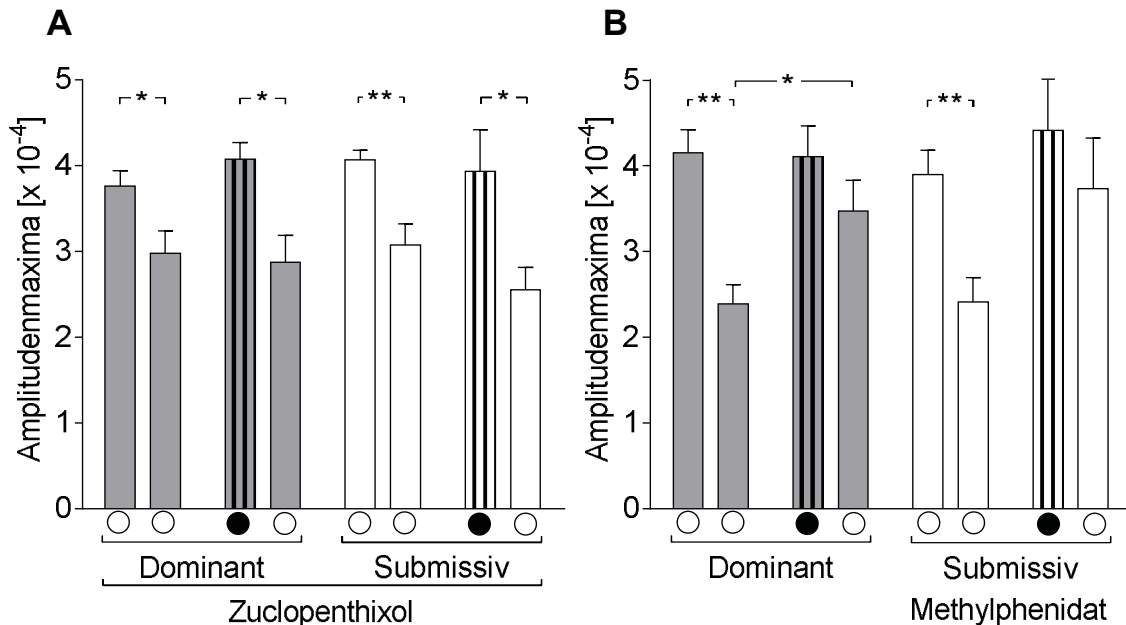 A
B
Amplitudenmaxima [x 10-4]
5
4
3
2
1
0
* * ** *
Dominant Submissiv
Zuclopenthixol
Amplitudenmaxima [x 10-4]
5
4
3
2
1
0
** * **
Dominant Submissiv
Methylphenidat